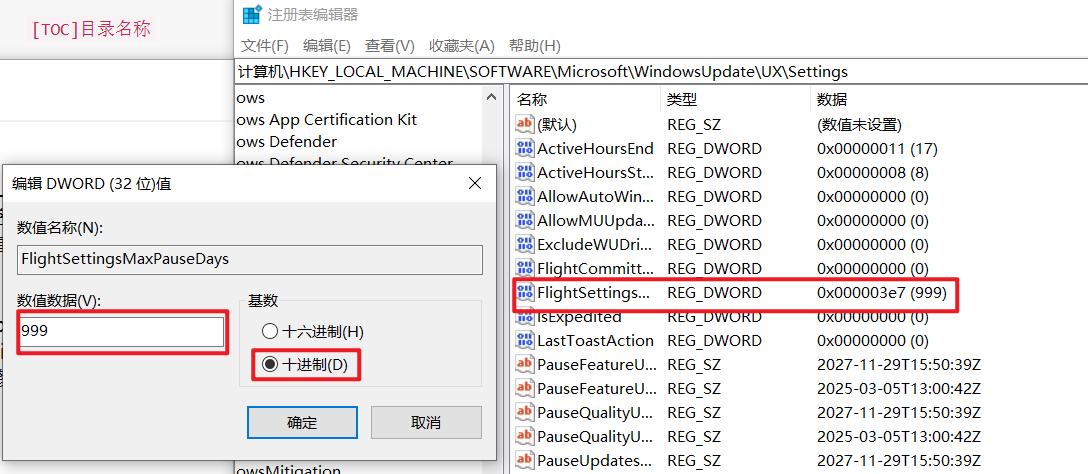 [TOC]目录名称
注册表编辑器
文件(F) 编辑(E) 查看(V) 收藏夹(A) 帮助(H)
计算机\HKEY_LOCAL_MACHINE\SOFTWARE\Microsoft\WindowsUpdate\UX\Settings
ows
ows App Certification Kit
ows Defender
ows Defender Security Center
owsMitigation
名称 类型 数据
(默认) REG_SZ (数值未设置)
ActiveHoursEnd REG_DWORD 0x00000011 (17)
ActiveHoursSt... REG_DWORD 0x00000008 (8)
AllowAutoWin... REG_DWORD 0x00000000 (0)
AllowMUUpda... REG_DWORD 0x00000000 (0)
ExcludeWUDri... REG_DWORD 0x00000000 (0)
FlightCommitt... REG_DWORD 0x00000000 (0)
FlightSettings... REG_DWORD 0x000003e7 (999)
IsExpedited REG_DWORD 0x00000000 (0)
LastToastAction REG_DWORD 0x00000000 (0)
PauseFeatureU... REG_SZ 2027-11-29T15:50:39Z
PauseFeatureU... REG_SZ 2025-03-05T13:00:42Z
PauseQualityU... REG_SZ 2027-11-29T15:50:39Z
PauseQualityU... REG_SZ 2025-03-05T13:00:42Z
PauseUpdates... REG_SZ 2027-11-29T15:50:39Z
编辑 DWORD (32 位)值
数值名称(N):
FlightSettingsMaxPauseDays
数值数据(V):
999
基数
十六进制(H)
十进制(D)
确定 取消